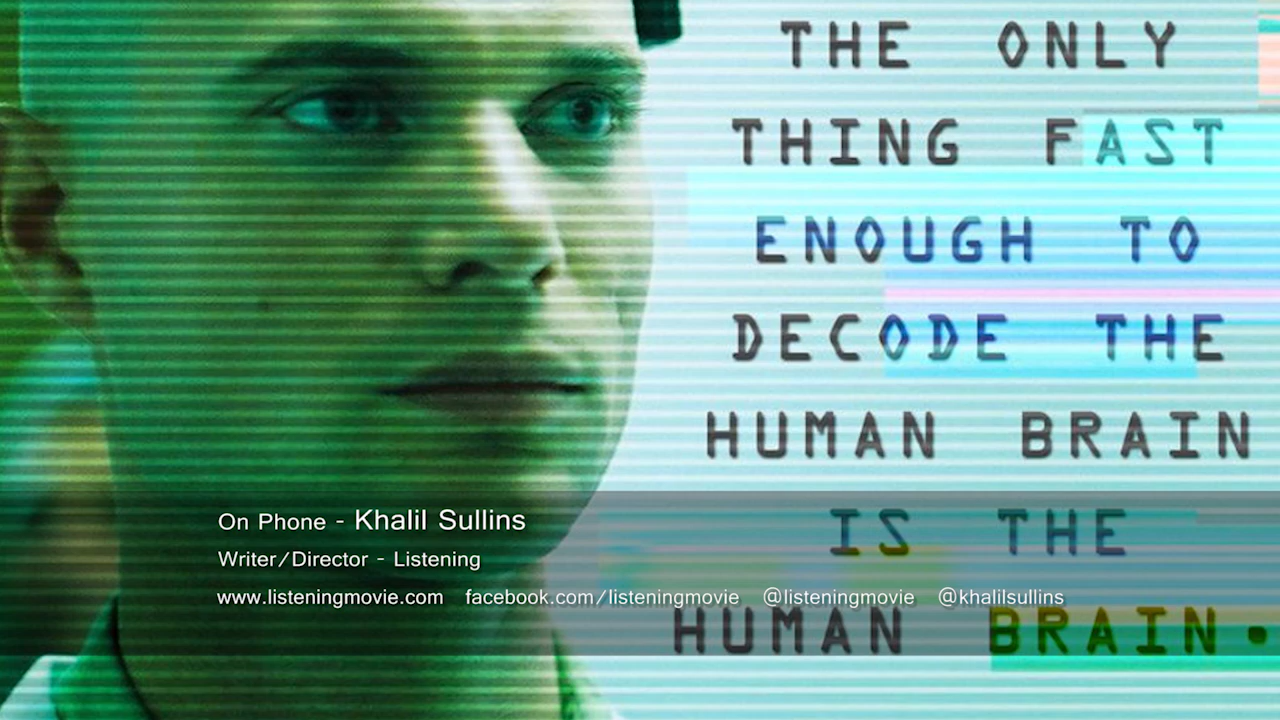 THE ONLY
THING FAST
ENOUGH TO
DECODE THE
HUMAN BRAIN
IS THE
HUMAN BRAIN.
On Phone - Khalil Sullins
Writer/Director - Listening
www.listeningmovie.com facebook.com/listeningmovie @listeningmovie @khalilsullins